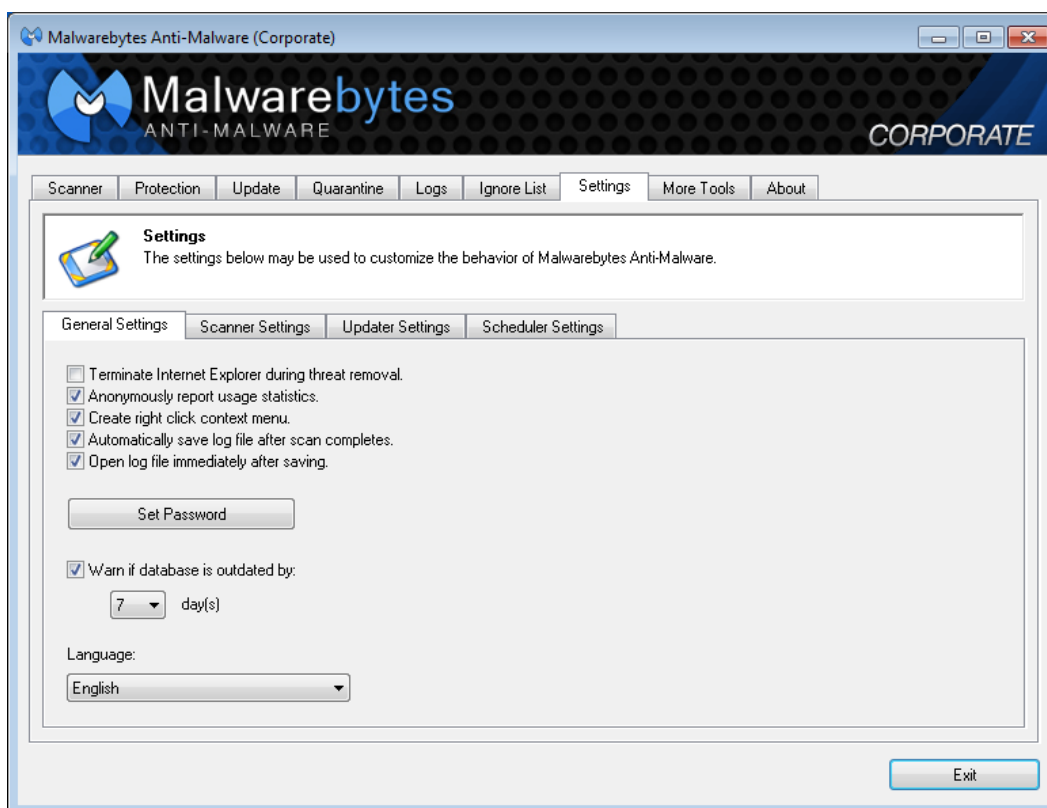 Malwarebytes Anti-Malware (Corporate)
Malwarebytes
ANTI-MALWARE
CORPORATE
Scanner Protection Update Quarantine Logs Ignore List Settings More Tools About
Settings
The settings below may be used to customize the behavior of Malwarebytes Anti-Malware.
General Settings Scanner Settings Updater Settings Scheduler Settings
Terminate Internet Explorer during threat removal.
Anonymously report usage statistics.
Create right click context menu.
Automatically save log file after scan completes.
Open log file immediately after saving.
Set Password
Warn if database is outdated by:
7 day(s)
Language:
English
Exit